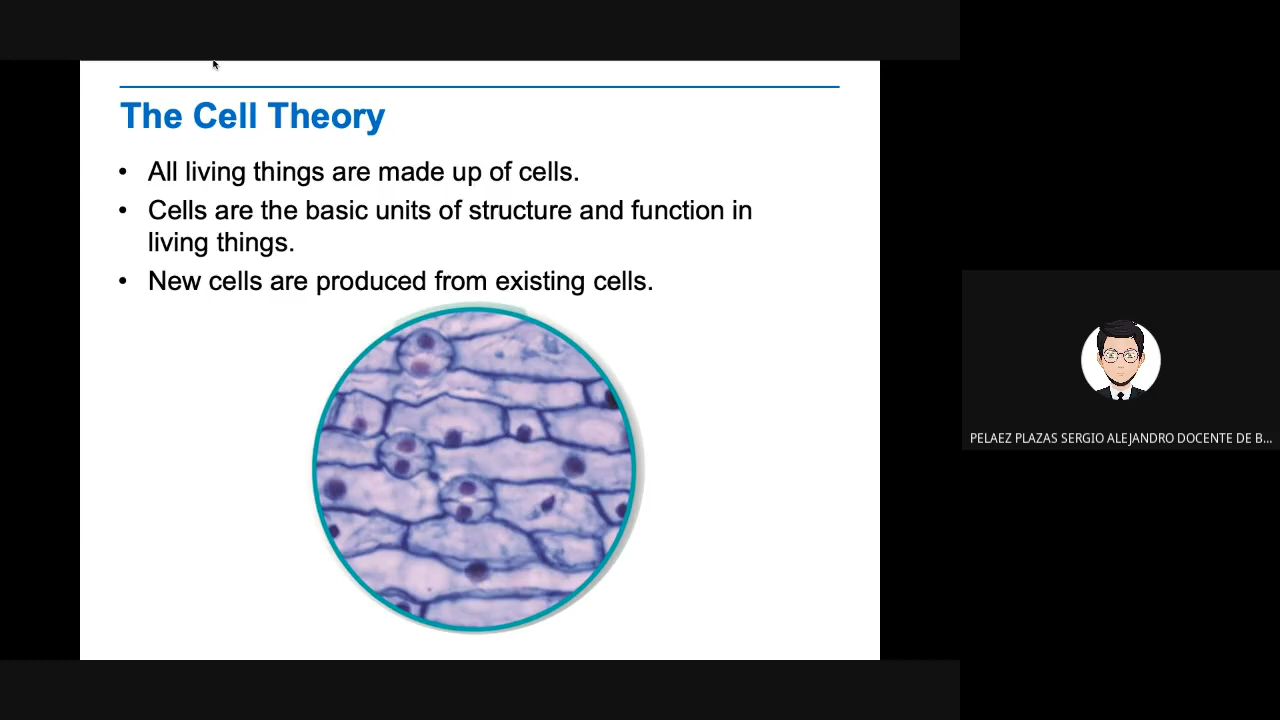 The Cell Theory
• All living things are made up of cells.
• Cells are the basic units of structure and function in
living things.
• New cells are produced from existing cells.
PELAEZ PLAZAS SERGIO ALEJANDRO DOCENTE DE B...